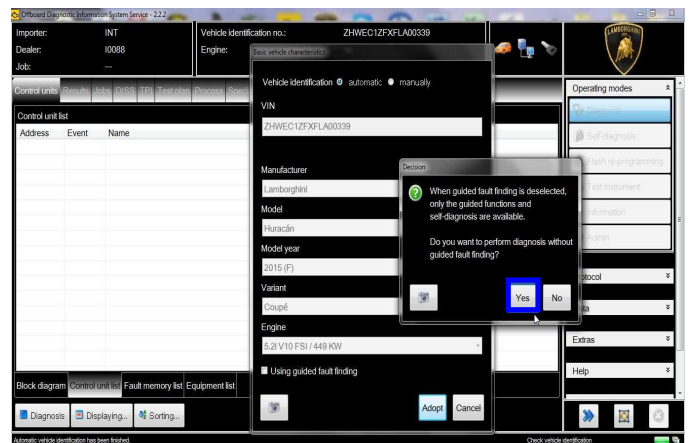 Offboard Diagnostic Information System Service - 2.2.2
Importer: INT
Dealer: I0088
Job: ---
Vehicle identification no.: ZHWEC1ZFXFLA00339
Engine:
LAMBORGHINI
Control units Results Jobs DISS TPI Test plan Process
Control unit list
Address Event Name
Basic vehicle characteristics
Vehicle identification automatic manually
VIN
ZHWEC1ZFXFLA00339
Manufacturer
Lamborghini
Model
Huracán
Model year
2015 (F)
Variant
Coupé
Engine
5.2l V10 FSI / 449 KW
Using guided fault finding
Adopt Cancel
Decision
When guided fault finding is deselected,
only the guided functions and
self-diagnosis are available.
Do you want to perform diagnosis without
guided fault finding?
Yes No
Operating modes
Diagnosis
Self-diagnosis
Flash re-programming
Test instrument
Information
Admin
Extras
Help
Block diagram Control unit list Fault memory list Equipment list
Diagnosis Displaying... Sorting...
Automatic vehicle identification has been finished.
Check vehicle identification